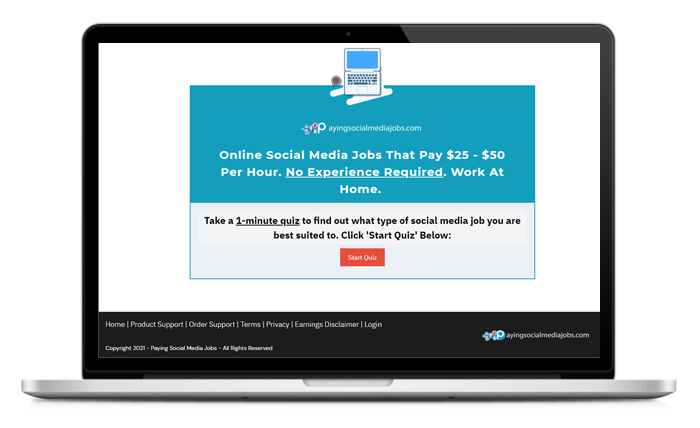 ayingsocialmediajobs.com
Online Social Media Jobs That Pay $25 - $50
Per Hour. No Experience Required. Work At
Home.
Take a 1-minute quiz to find out what type of social media job you are
best suited to. Click 'Start Quiz' Below:
Start Quiz
Home | Product Support | Order Support | Terms | Privacy | Earnings Disclaimer | Login
ayingsocialmediajobs.com
Copyright 2021 - Paying Social Media Jobs - All Rights Reserved